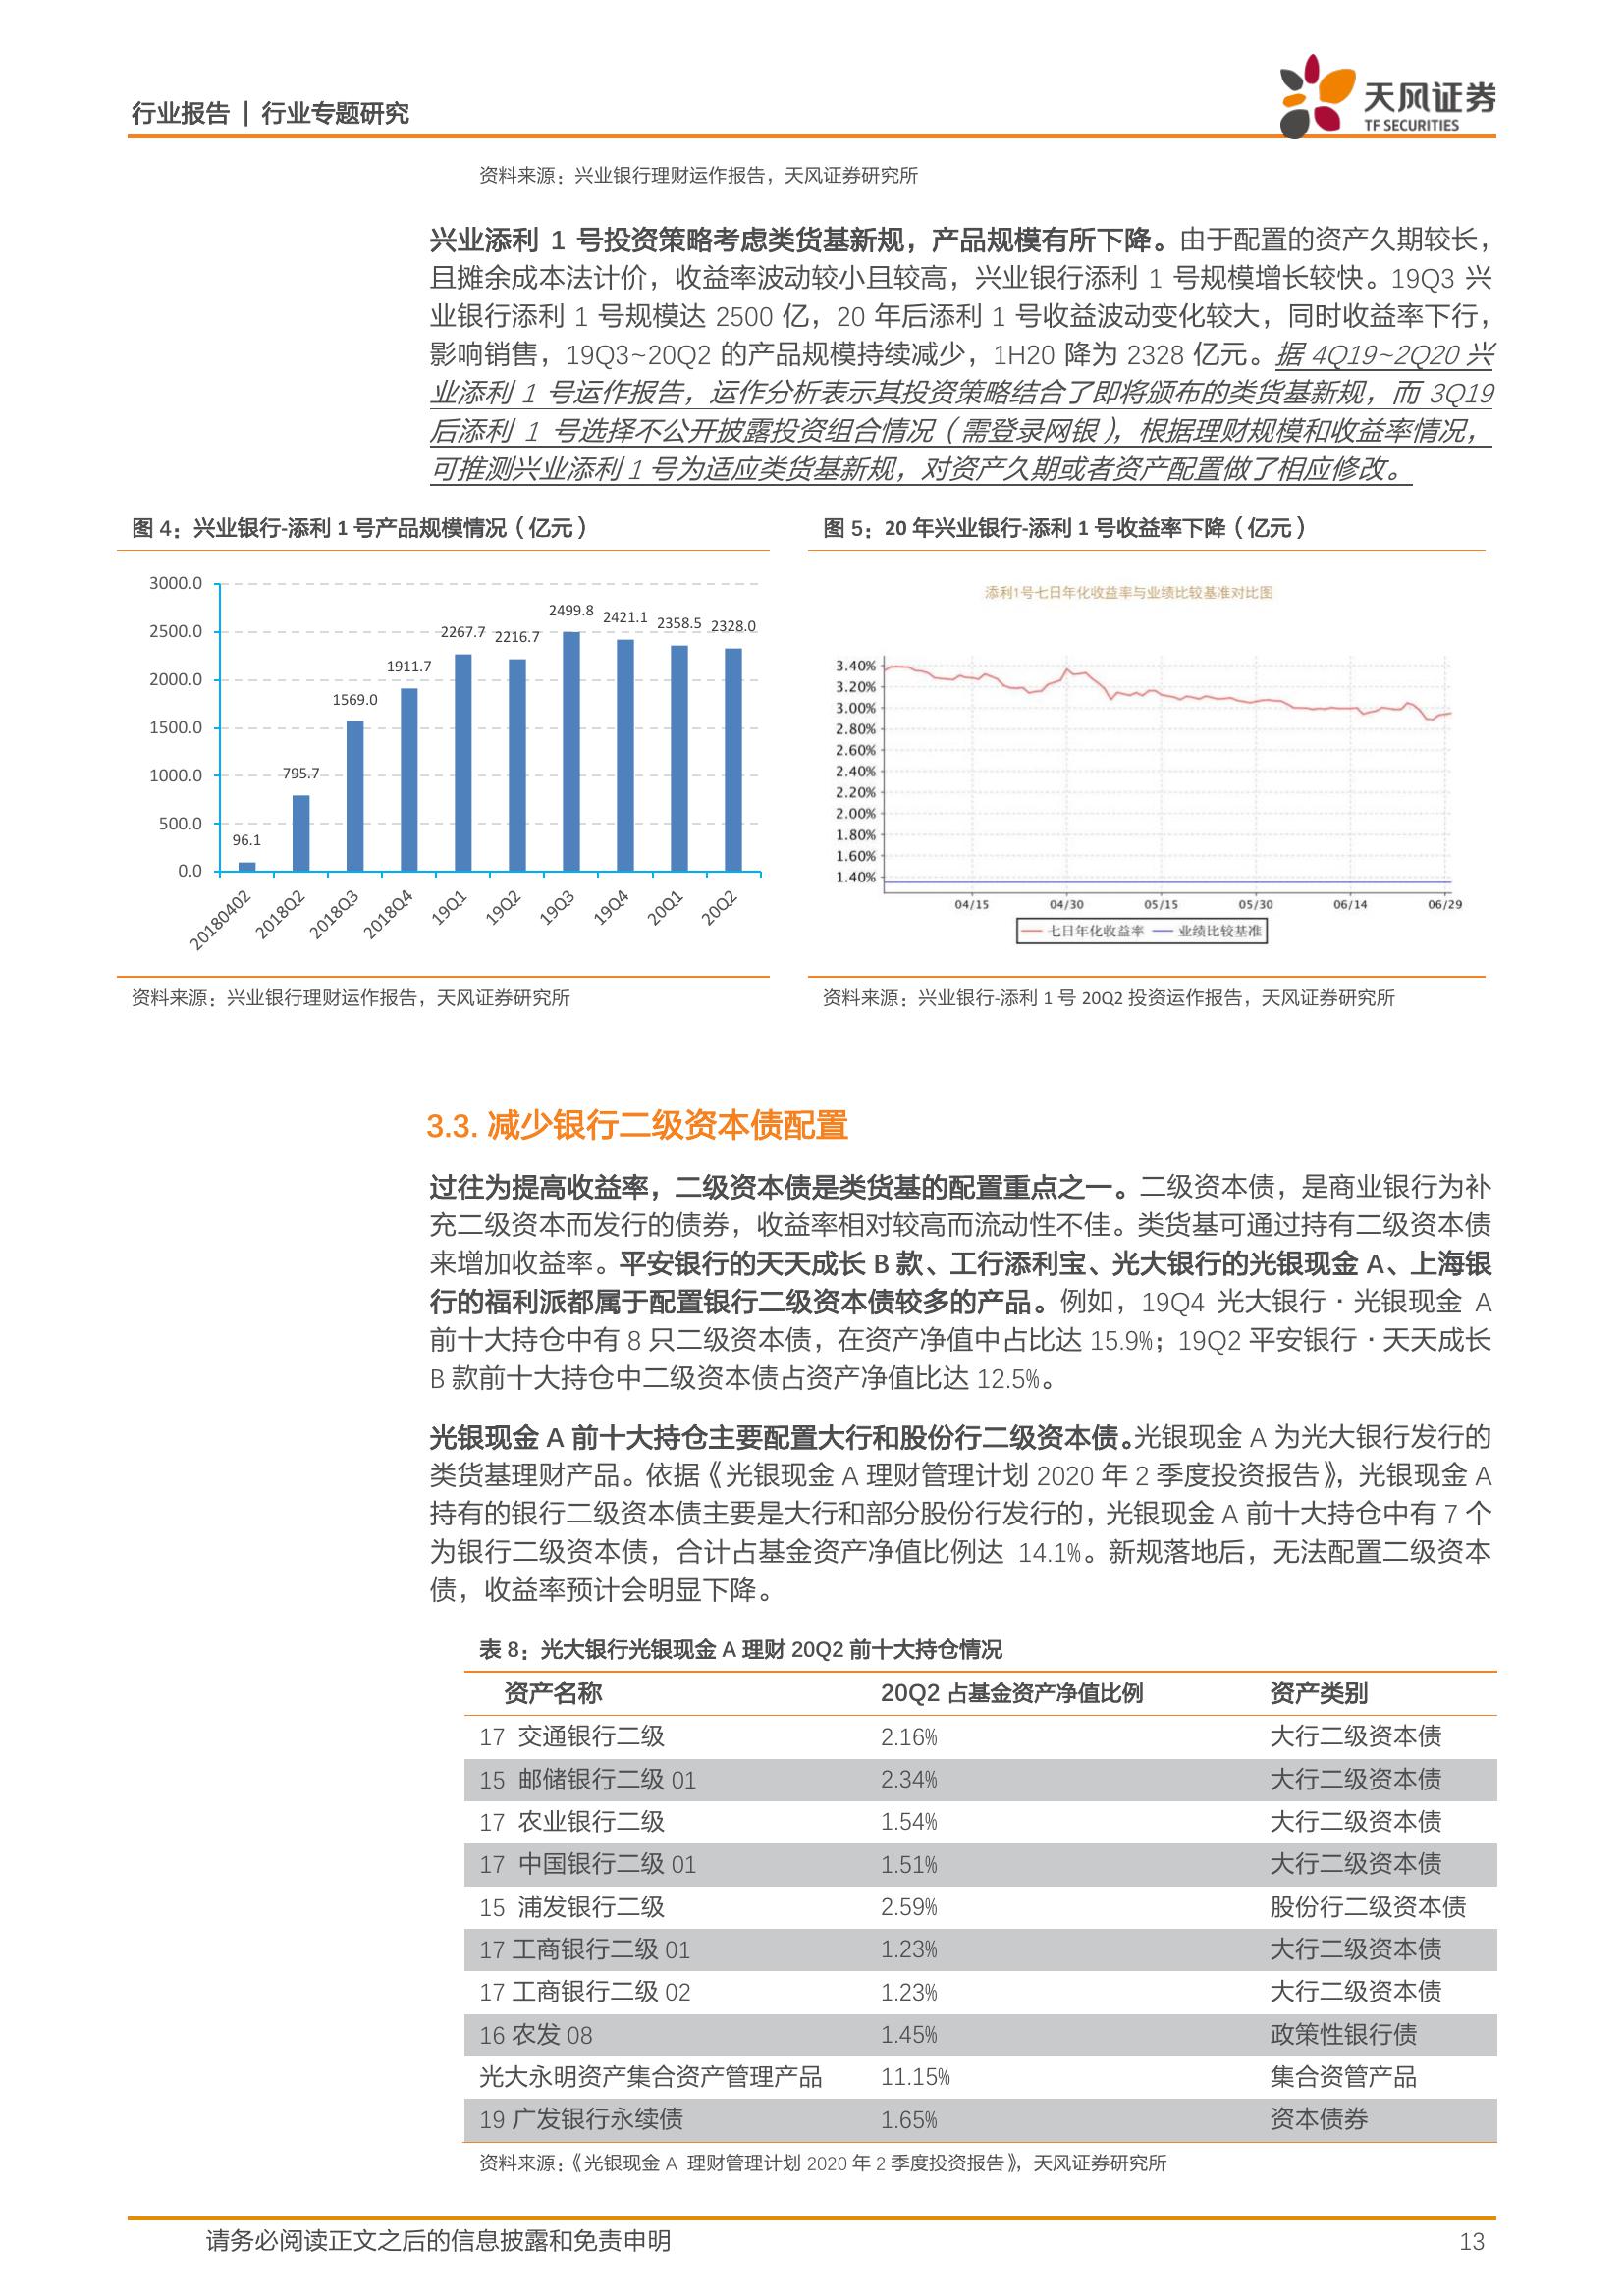 行业报告 | 行业专题研究
天风证券
TF SECURITIES
资料来源：兴业银行理财运作报告，天风证券研究所
兴业添利 1 号投资策略考虑类货基新规，产品规模有所下降。由于配置的资产久期较长，
且摊余成本法计价，收益率波动较小且较高，兴业银行添利 1 号规模增长较快。19Q3 兴
业银行添利 1 号规模达 2500 亿，20 年后添利 1 号收益波动变化较大，同时收益率下行，
影响销售，19Q3~20Q2 的产品规模持续减少，1H20 降为 2328 亿元。据 4Q19~2Q20 兴
业添利 1 号运作报告，运作分析表示其投资策略结合了即将颁布的类货基新规，而 3Q19
后添利 1 号选择不公开披露投资组合情况（需登录网银），根据理财规模和收益率情况，
可推测兴业添利 1 号为适应类货基新规，对资产久期或者资产配置做了相应修改。
图 4：兴业银行-添利 1 号产品规模情况（亿元）
3000.0
2500.0
2000.0
1500.0
1000.0
500.0
0.0
96.1
795.7
1569.0
1911.7
2267.7
2216.7
2499.8
2421.1
2358.5
2328.0
20180402
2018Q2
2018Q3
2018Q4
19Q1
19Q2
19Q3
19Q4
20Q1
20Q2
资料来源：兴业银行理财运作报告，天风证券研究所
图 5：20 年兴业银行-添利 1 号收益率下降（亿元）
添利1号七日年化收益率与业绩比较基准对比图
3.40%
3.20%
3.00%
2.80%
2.60%
2.40%
2.20%
2.00%
1.80%
1.60%
1.40%
04/15
04/30
05/15
05/30
06/14
06/29
七日年化收益率 业绩比较基准
资料来源：兴业银行-添利 1 号 20Q2 投资运作报告，天风证券研究所
3.3. 减少银行二级资本债配置
过往为提高收益率，二级资本债是类货基的配置重点之一。二级资本债，是商业银行为补
充二级资本而发行的债券，收益率相对较高而流动性不佳。类货基可通过持有二级资本债
来增加收益率。平安银行的天天成长 B 款、工行添利宝、光大银行的光银现金 A、上海银
行的福利派都属于配置银行二级资本债较多的产品。例如，19Q4 光大银行·光银现金 A
前十大持仓中有 8 只二级资本债，在资产净值中占比达 15.9%；19Q2 平安银行·天天成长
B 款前十大持仓中二级资本债占资产净值比达 12.5%。
光银现金 A 前十大持仓主要配置大行和股份行二级资本债。光银现金 A 为光大银行发行的
类货基理财产品。依据《光银现金 A 理财管理计划 2020 年 2 季度投资报告》，光银现金 A
持有的银行二级资本债主要是大行和部分股份行发行的，光银现金 A 前十大持仓中有 7 个
为银行二级资本债，合计占基金资产净值比例达 14.1%。新规落地后，无法配置二级资本
债，收益率预计会明显下降。
表 8：光大银行光银现金 A 理财 20Q2 前十大持仓情况
资产名称 20Q2 占基金资产净值比例 资产类别
17 交通银行二级 2.16% 大行二级资本债
15 邮储银行二级 01 2.34% 大行二级资本债
17 农业银行二级 1.54% 大行二级资本债
17 中国银行二级 01 1.51% 大行二级资本债
15 浦发银行二级 2.59% 股份行二级资本债
17 工商银行二级 01 1.23% 大行二级资本债
17 工商银行二级 02 1.23% 大行二级资本债
16 农发 08 1.45% 政策性银行债
光大永明资产集合资产管理产品 11.15% 集合资管产品
19 广发银行永续债 1.65% 资本债券
资料来源：《光银现金 A 理财管理计划 2020 年 2 季度投资报告》，天风证券研究所
请务必阅读正文之后的信息披露和免责申明 13